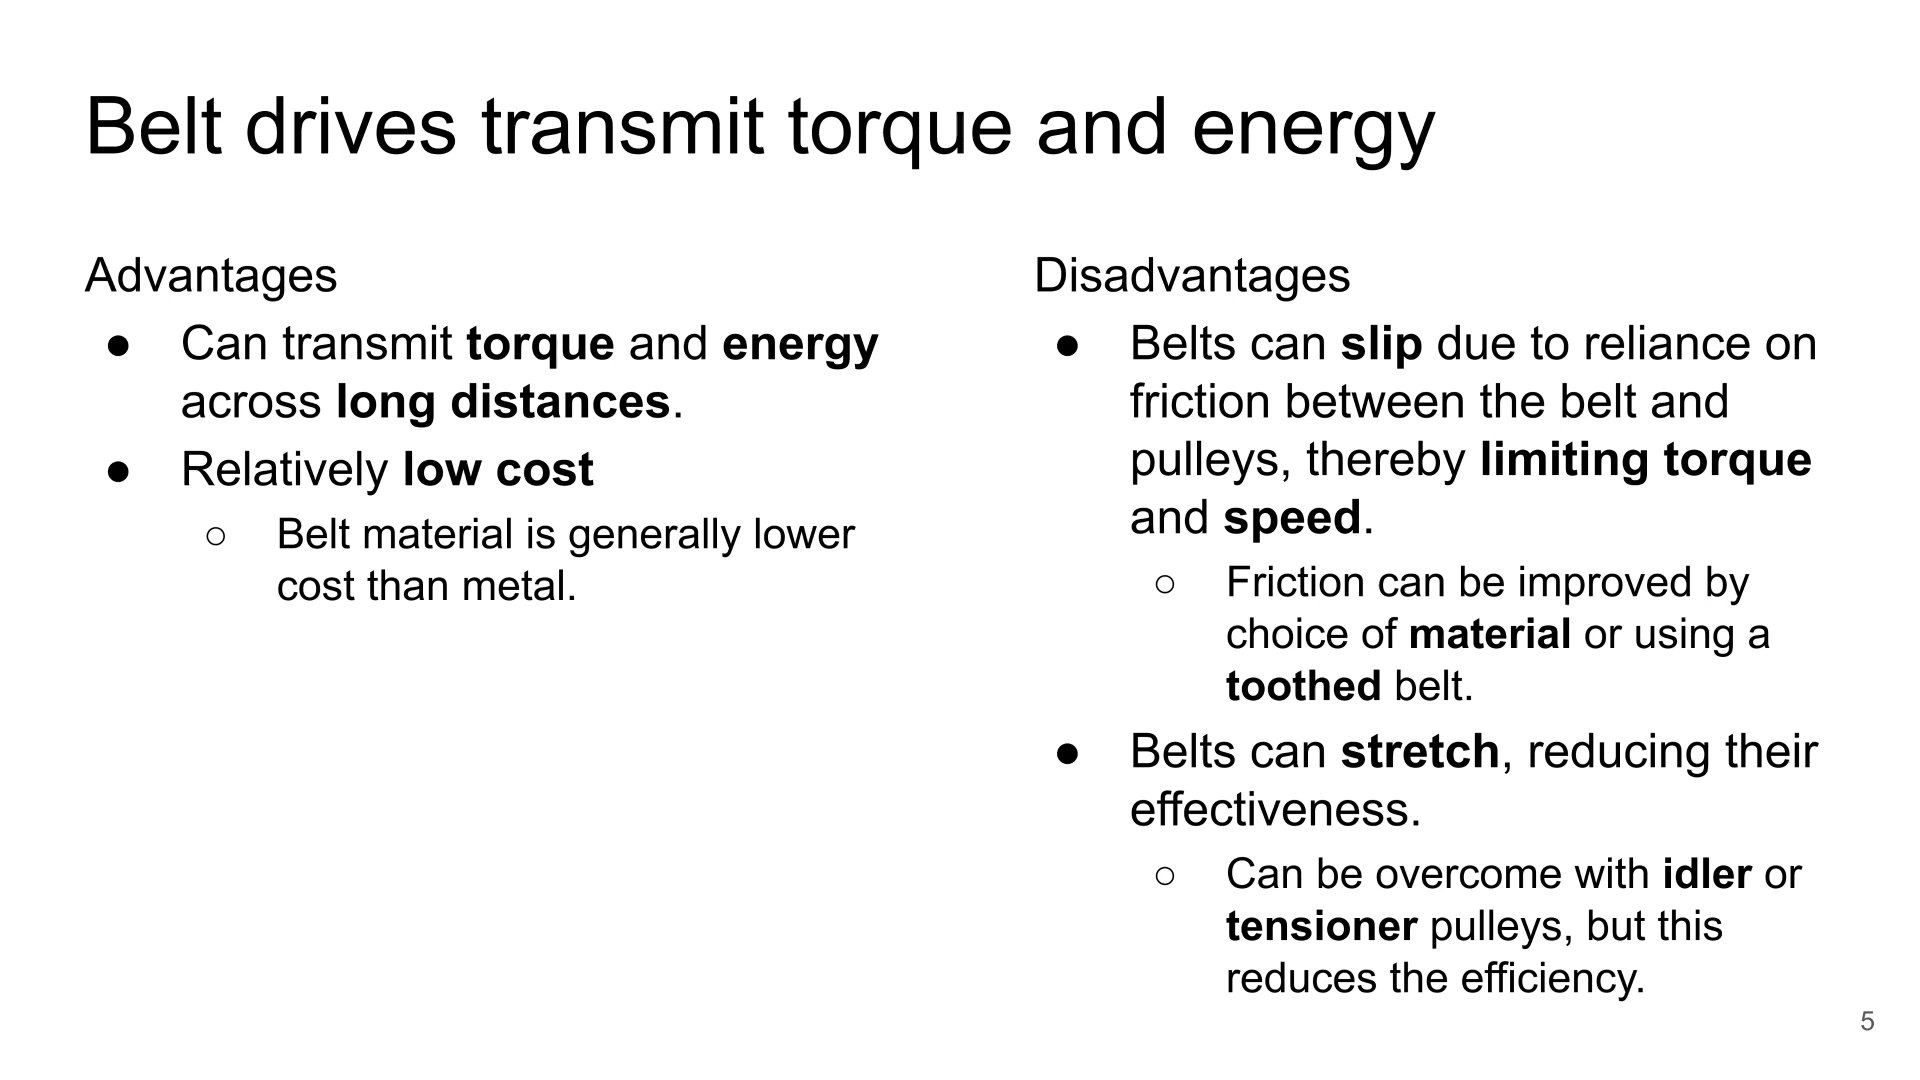 Belt drives transmit torque and energy
Advantages
● Can transmit torque and energy
across long distances.
● Relatively low cost
○ Belt material is generally lower
cost than metal.
Disadvantages
● Belts can slip due to reliance on
friction between the belt and
pulleys, thereby limiting torque
and speed.
○ Friction can be improved by
choice of material or using a
toothed belt.
● Belts can stretch, reducing their
effectiveness.
○ Can be overcome with idler or
tensioner pulleys, but this
reduces the efficiency.
5